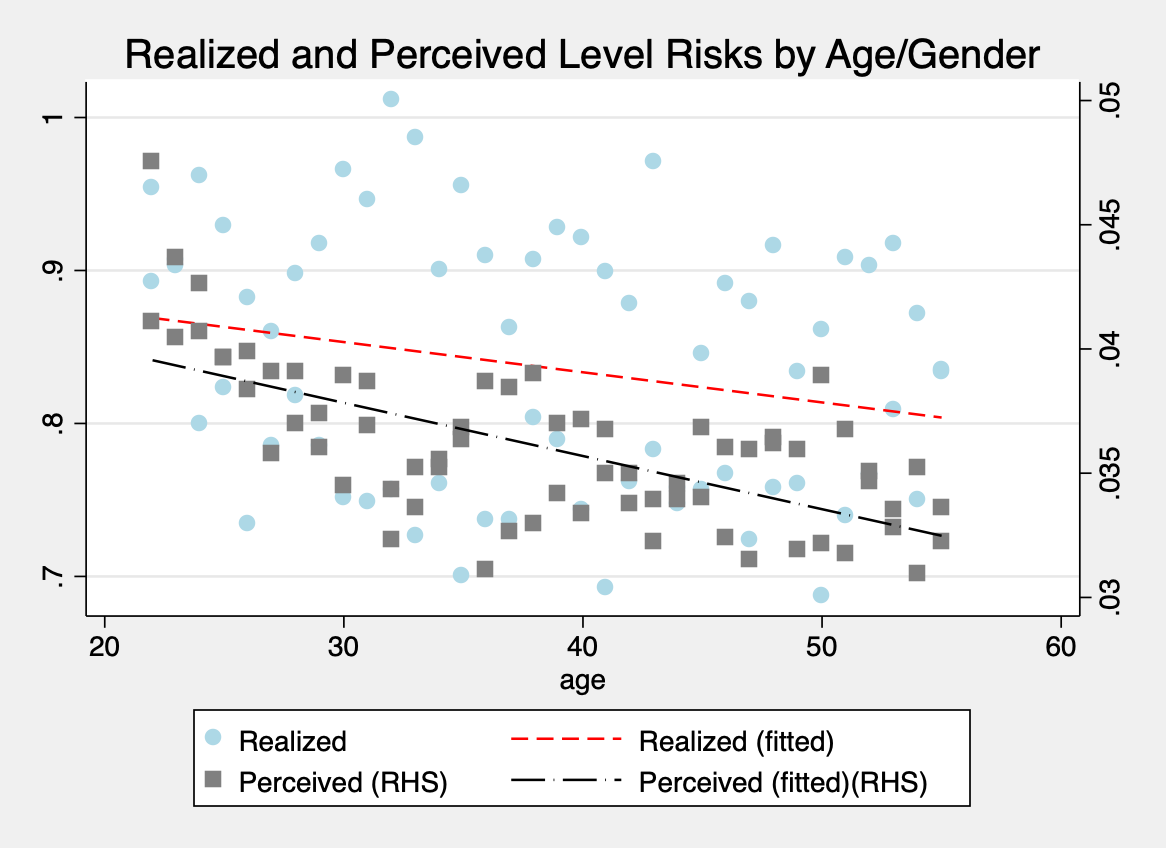 Realized and Perceived Level Risks by Age/Gender
1
.9
.8
.7
.05
.045
.04
.035
.03
20 30 40 50 60
age
Realized
Realized (fitted)
Perceived (RHS)
Perceived (fitted)(RHS)